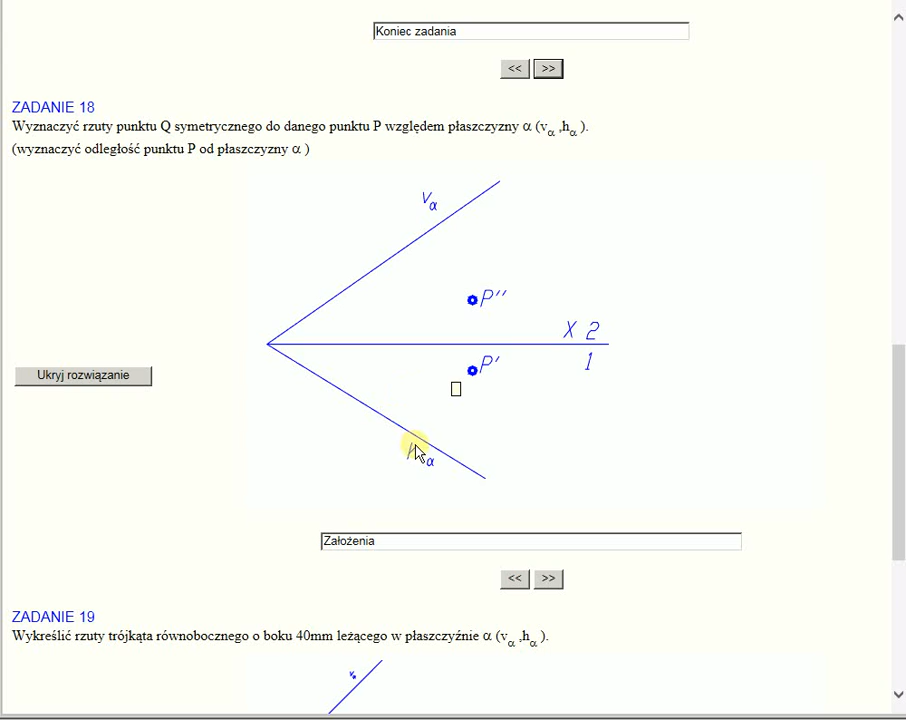 Koniec zadania
<< >>
ZADANIE 18
Wyznaczyć rzuty punktu Q symetrycznego do danego punktu P względem płaszczyzny α (vα ,hα ).
(wyznaczyć odległość punktu P od płaszczyzny α )
Vα
P′′
X 2
1
P′
Ukryj rozwiązanie
hα
Założenia
<< >>
ZADANIE 19
Wykreślić rzuty trójkąta równobocznego o boku 40mm leżącego w płaszczyźnie α (vα ,hα ).